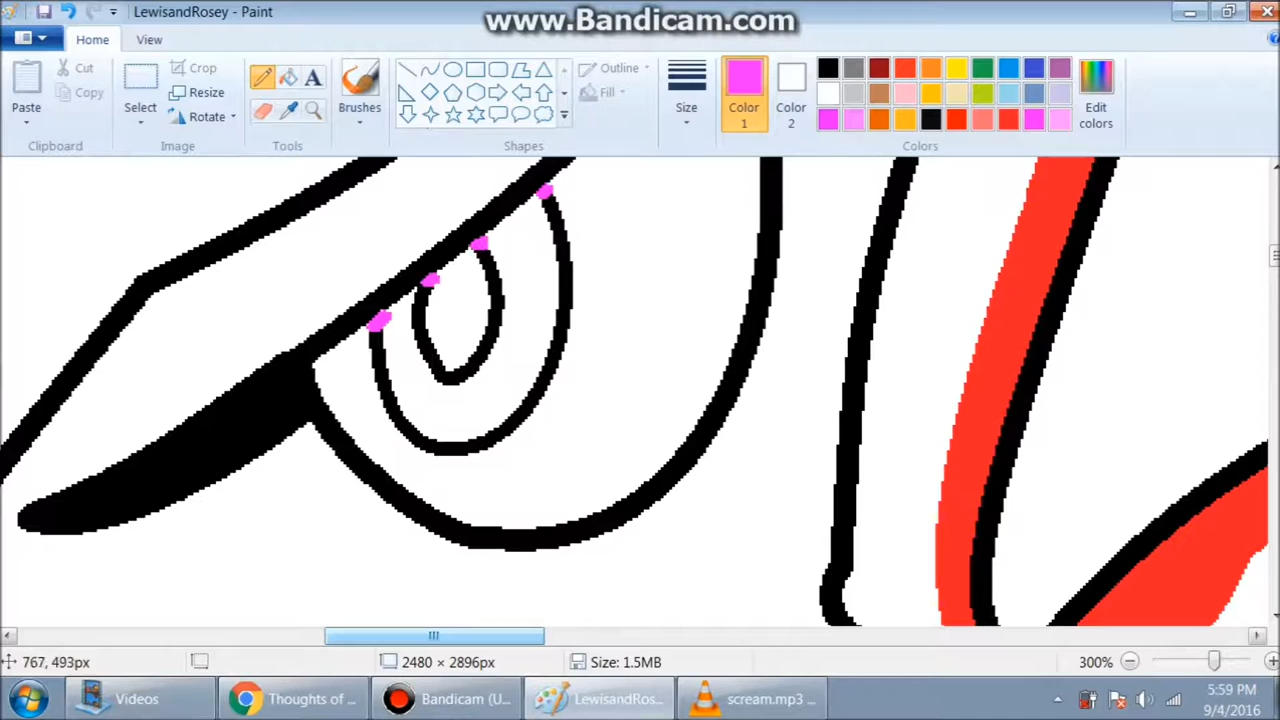 LewisandRosey - Paint
www.Bandicam.com
Home View
Paste
Cut
Copy
Clipboard
Select
Crop
Resize
Rotate
Image
A
Tools
Brushes
Outline
Fill
Shapes
Size
Color
1
Color
2
Edit
colors
Colors
767, 493px
2480 × 2896px
Size: 1.5MB
300%
Videos
Thoughts of ...
Bandicam (U...
LewisandRos...
scream.mp3 ...
5:59 PM
9/4/2016